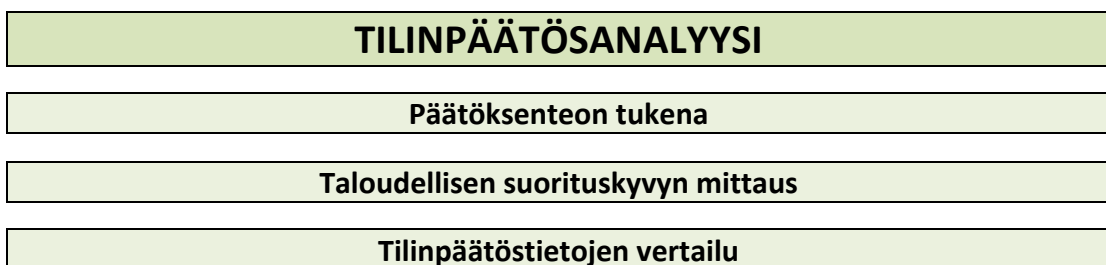 TILINPÄÄTÖSANALYYSI
Päätöksenteon tukena
Taloudellisen suorituskyvyn mittaus
Tilinpäätöstietojen vertailu